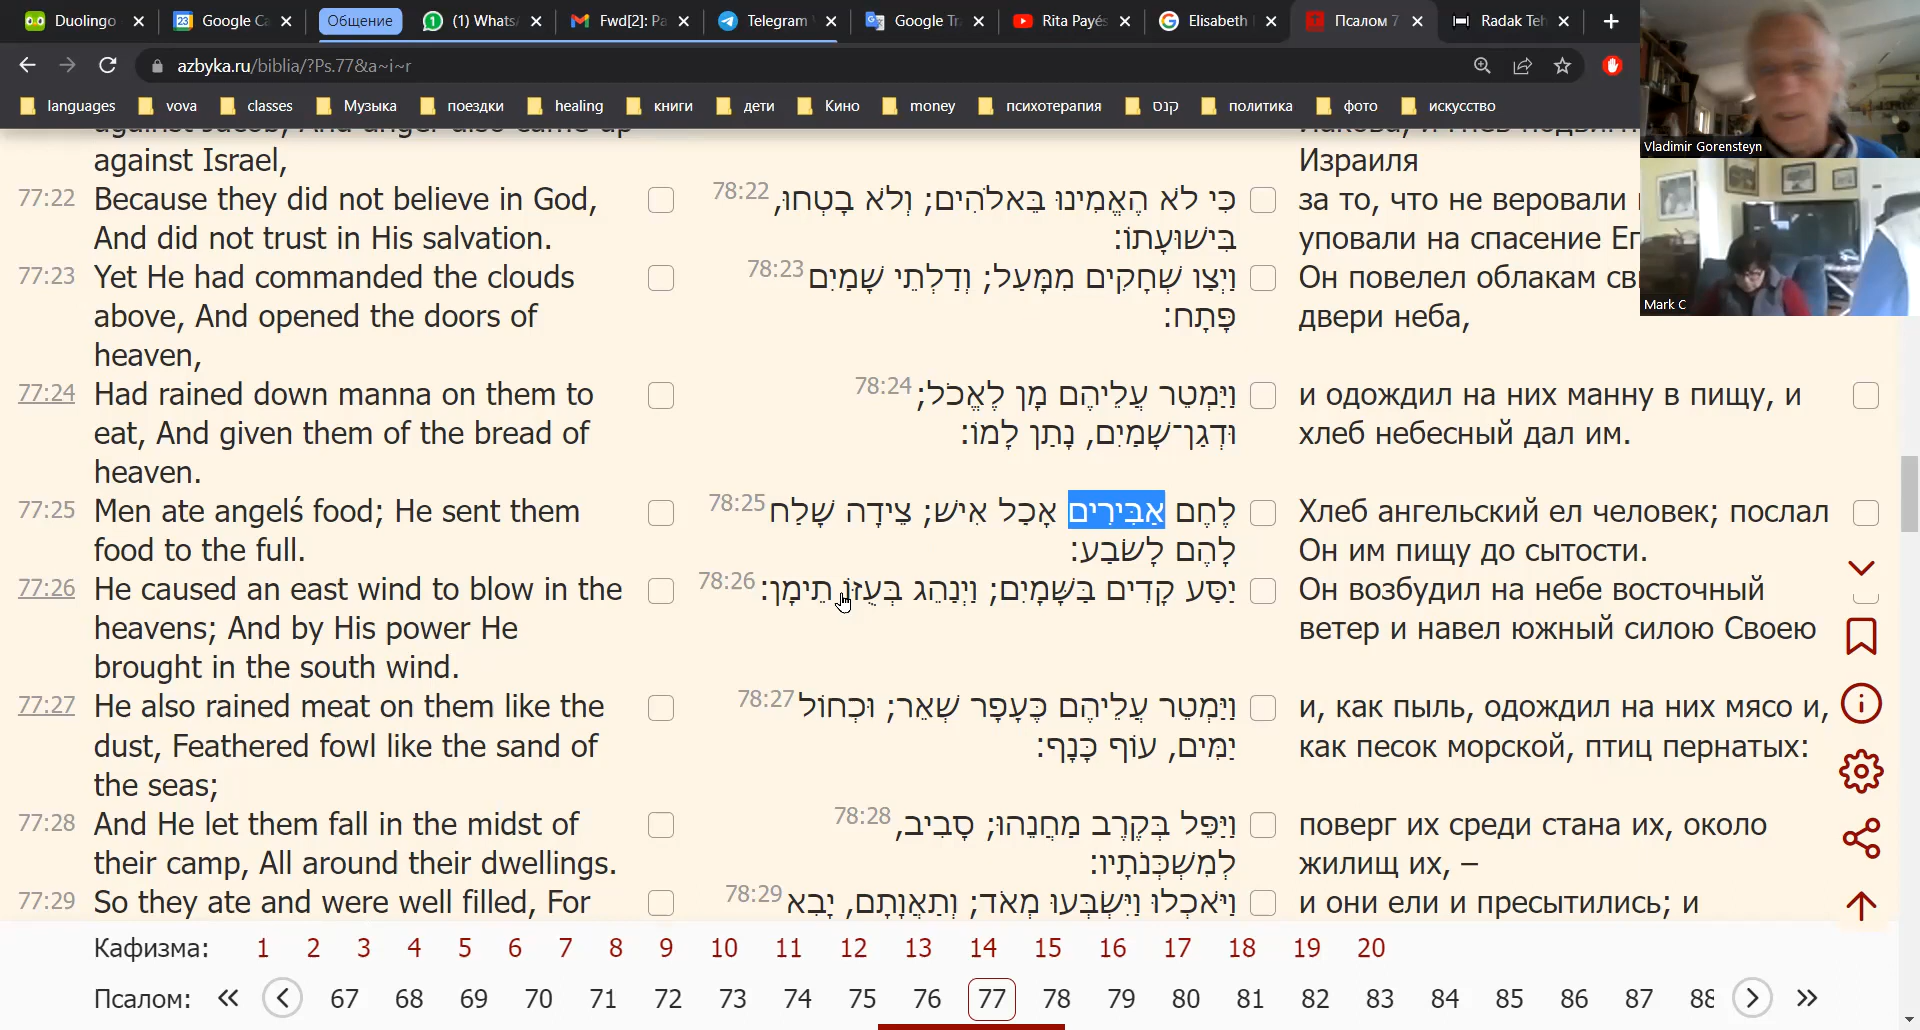 Duolingo
Google Ca
Общение
(1) Whats
Fwd[2]: Pa
Telegram
Google Tr
Rita Payés
Elisabeth
Псалом 7
Radak Teh
azbyka.ru/biblia/?Ps.77&a~i~r
languages
vova
classes
Музыка
поездки
healing
книги
дети
Кино
money
психотерапия
קנס
политика
фото
искусство
Vladimir Gorensteyn
Mark C
against Israel,
Израиля
77:22 Because they did not believe in God,
And did not trust in His salvation.
78:22 כִּי לֹא הֶאֱמִינוּ בֵּאלֹהִים; וְלֹא בָטְחוּ,
בִּישׁוּעָתוֹ:
за то, что не веровали
уповали на спасение Ег
77:23 Yet He had commanded the clouds
above, And opened the doors of
heaven,
78:23 וַיְצַו שְׁחָקִים מִמָּעַל; וְדַלְתֵי שָׁמַיִם
פָּתָח:
Он повелел облакам св
двери неба,
77:24 Had rained down manna on them to
eat, And given them of the bread of
heaven.
78:24 וַיַּמְטֵר עֲלֵיהֶם מָן לֶאֱכֹל;
וּדְגַן־שָׁמַיִם, נָתַן לָמוֹ:
и одождил на них манну в пищу, и
хлеб небесный дал им.
77:25 Men ate angelś food; He sent them
food to the full.
78:25 לֶחֶם אַבִּירִים אָכַל אִישׁ; צֵידָה שָׁלַח
לָהֶם לָשֹׂבַע:
Хлеб ангельский ел человек; послал
Он им пищу до сытости.
77:26 He caused an east wind to blow in the
heavens; And by His power He
brought in the south wind.
78:26 יַסַּע קָדִים בַּשָּׁמָיִם; וַיְנַהֵג בְּעֻזּוֹ תֵימָן:
Он возбудил на небе восточный
ветер и навел южный силою Своею
77:27 He also rained meat on them like the
dust, Feathered fowl like the sand of
the seas;
78:27 וַיַּמְטֵר עֲלֵיהֶם כֶּעָפָר שְׁאֵר; וּכְחוֹל
יַמִּים, עוֹף כָּנָף:
и, как пыль, одождил на них мясо и,
как песок морской, птиц пернатых:
77:28 And He let them fall in the midst of
their camp, All around their dwellings.
78:28 וַיַּפֵּל בְּקֶרֶב מַחֲנֵהוּ; סָבִיב,
לְמִשְׁכְּנֹתָיו:
поверг их среди стана их, около
жилищ их, –
77:29 So they ate and were well filled, For
78:29 וַיֹּאכְלוּ וַיִּשְׂבְּעוּ מְאֹד; וְתַאֲוָתָם, יָבִא
и они ели и пресытились; и
Кафизма: 1 2 3 4 5 6 7 8 9 10 11 12 13 14 15 16 17 18 19 20
Псалом: « 67 68 69 70 71 72 73 74 75 76 77 78 79 80 81 82 83 84 85 86 87 88 »